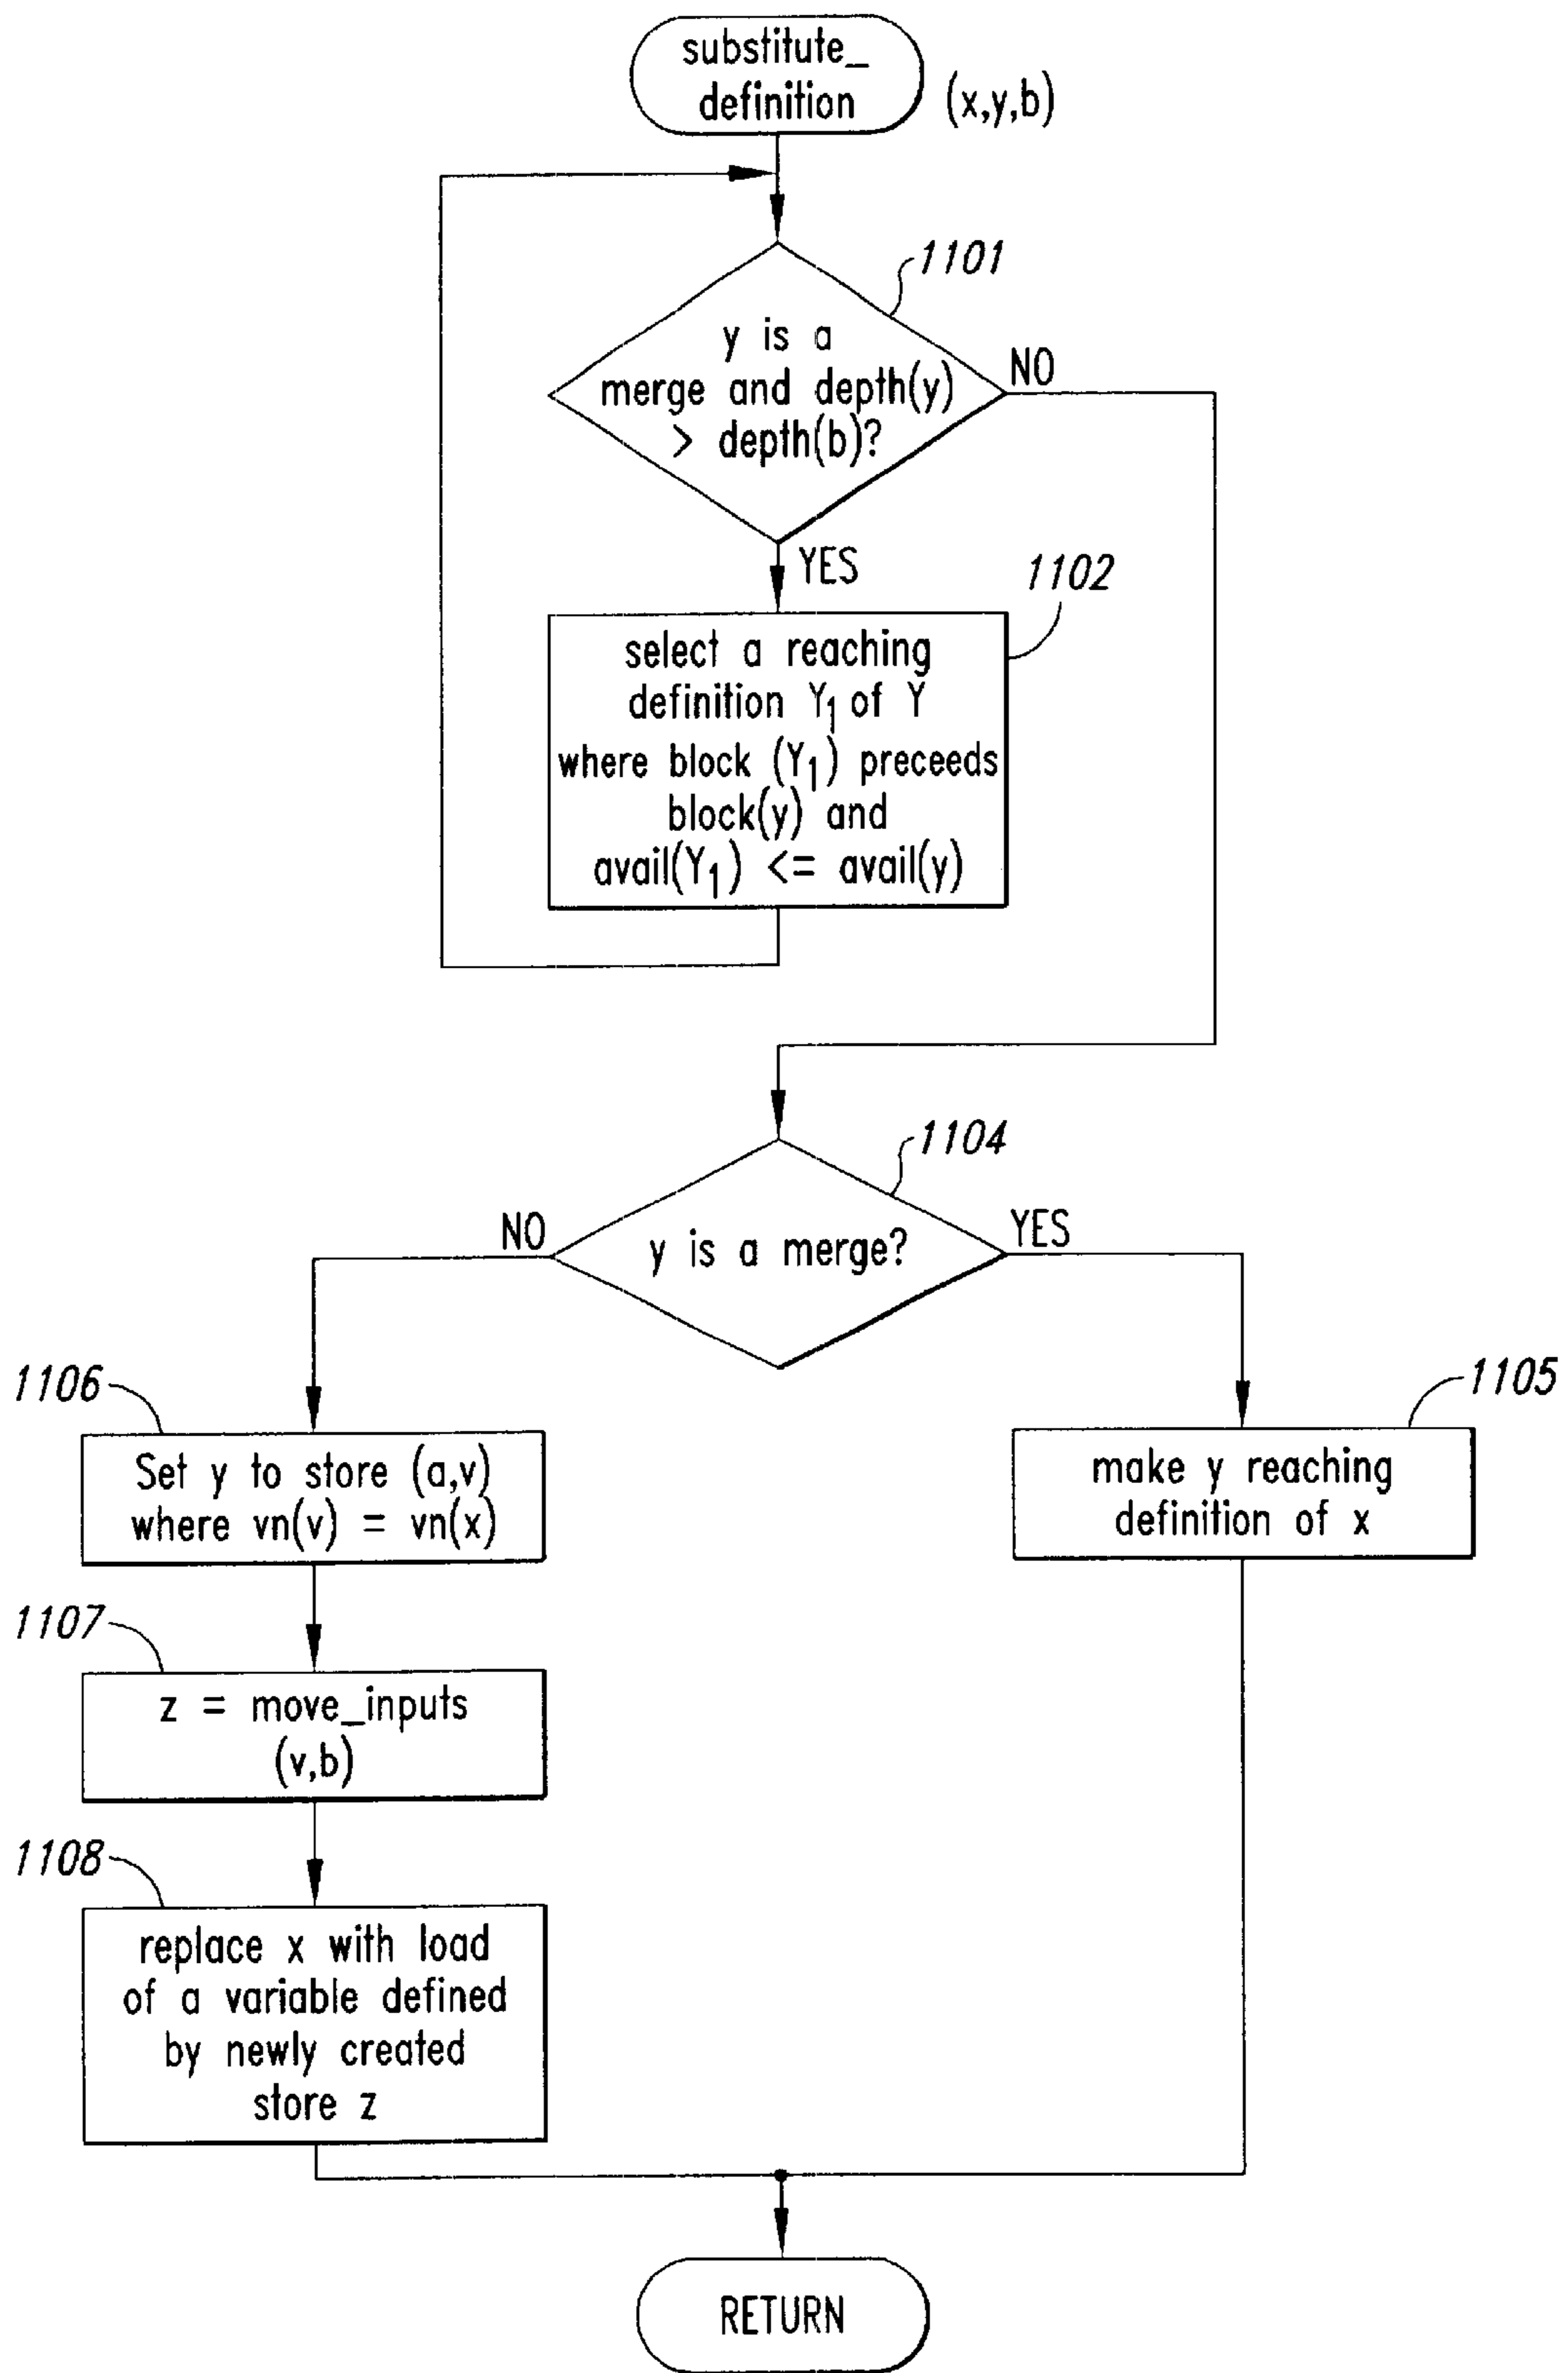 substitute_
definition
(x,y,b)
1101
y is a
merge and depth(y)
> depth(b)?
NO
YES
1102
select a reaching
definition Y1 of Y
where block (Y1) preceeds
block(y) and
avail(Y1) <= avail(y)
1104
y is a merge?
NO
YES
1106
Set y to store (a,v)
where vn(v) = vn(x)
1105
make y reaching
definition of x
1107
z = move_inputs
(v,b)
1108
replace x with load
of a variable defined
by newly created
store z
RETURN